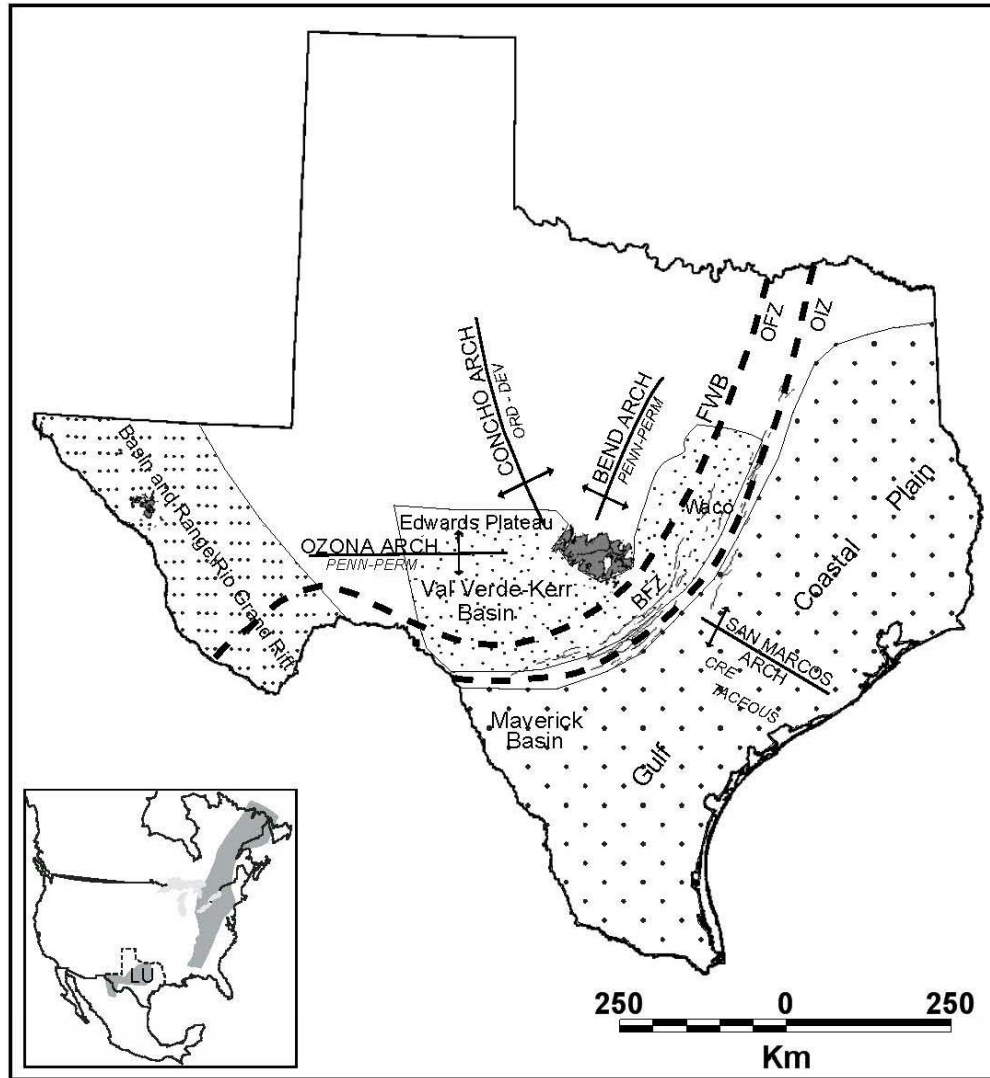 OFZ
OIZ
CONCHO ARCH
ORD - DEV
BEND ARCH
PENN-PERM
FWB
Basin and Range/Rio Grand Rift
Waco
Plain
Edwards Plateau
OZONA ARCH
PENN-PERM
Val Verde-Kerr
Basin
BFZ
Coastal
SAN MARCOS
ARCH
CRE
TACEOUS
Maverick
Basin
Gulf
LU
250 0 250
Km